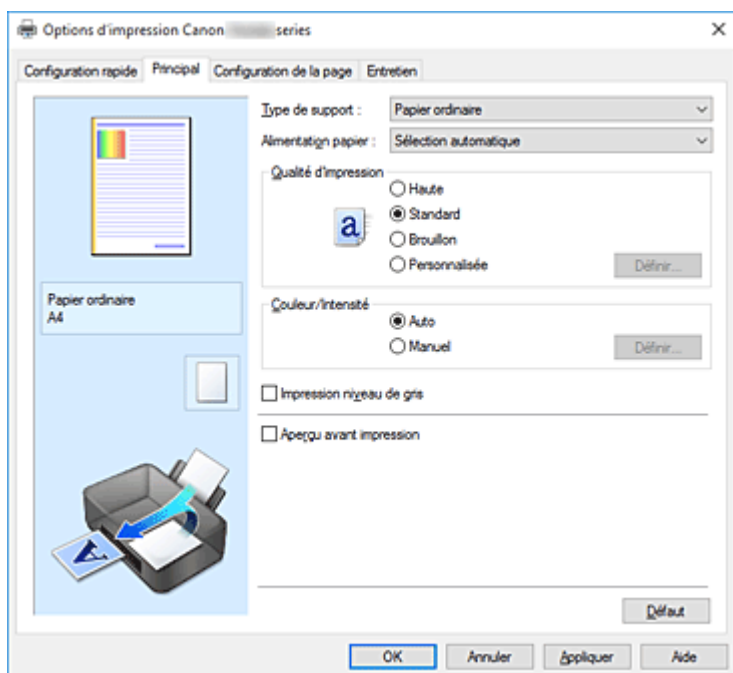 Options d'impression Canon series
Configuration rapide Principal Configuration de la page Entretien
Type de support : Papier ordinaire
Alimentation papier : Sélection automatique
Qualité d'impression
Haute
Standard
Brouillon
Personnalisée Définir...
Papier ordinaire
A4
Couleur/Intensité
Auto
Manuel Définir...
Impression niveau de gris
Aperçu avant impression
Défaut
OK Annuler Appliquer Aide